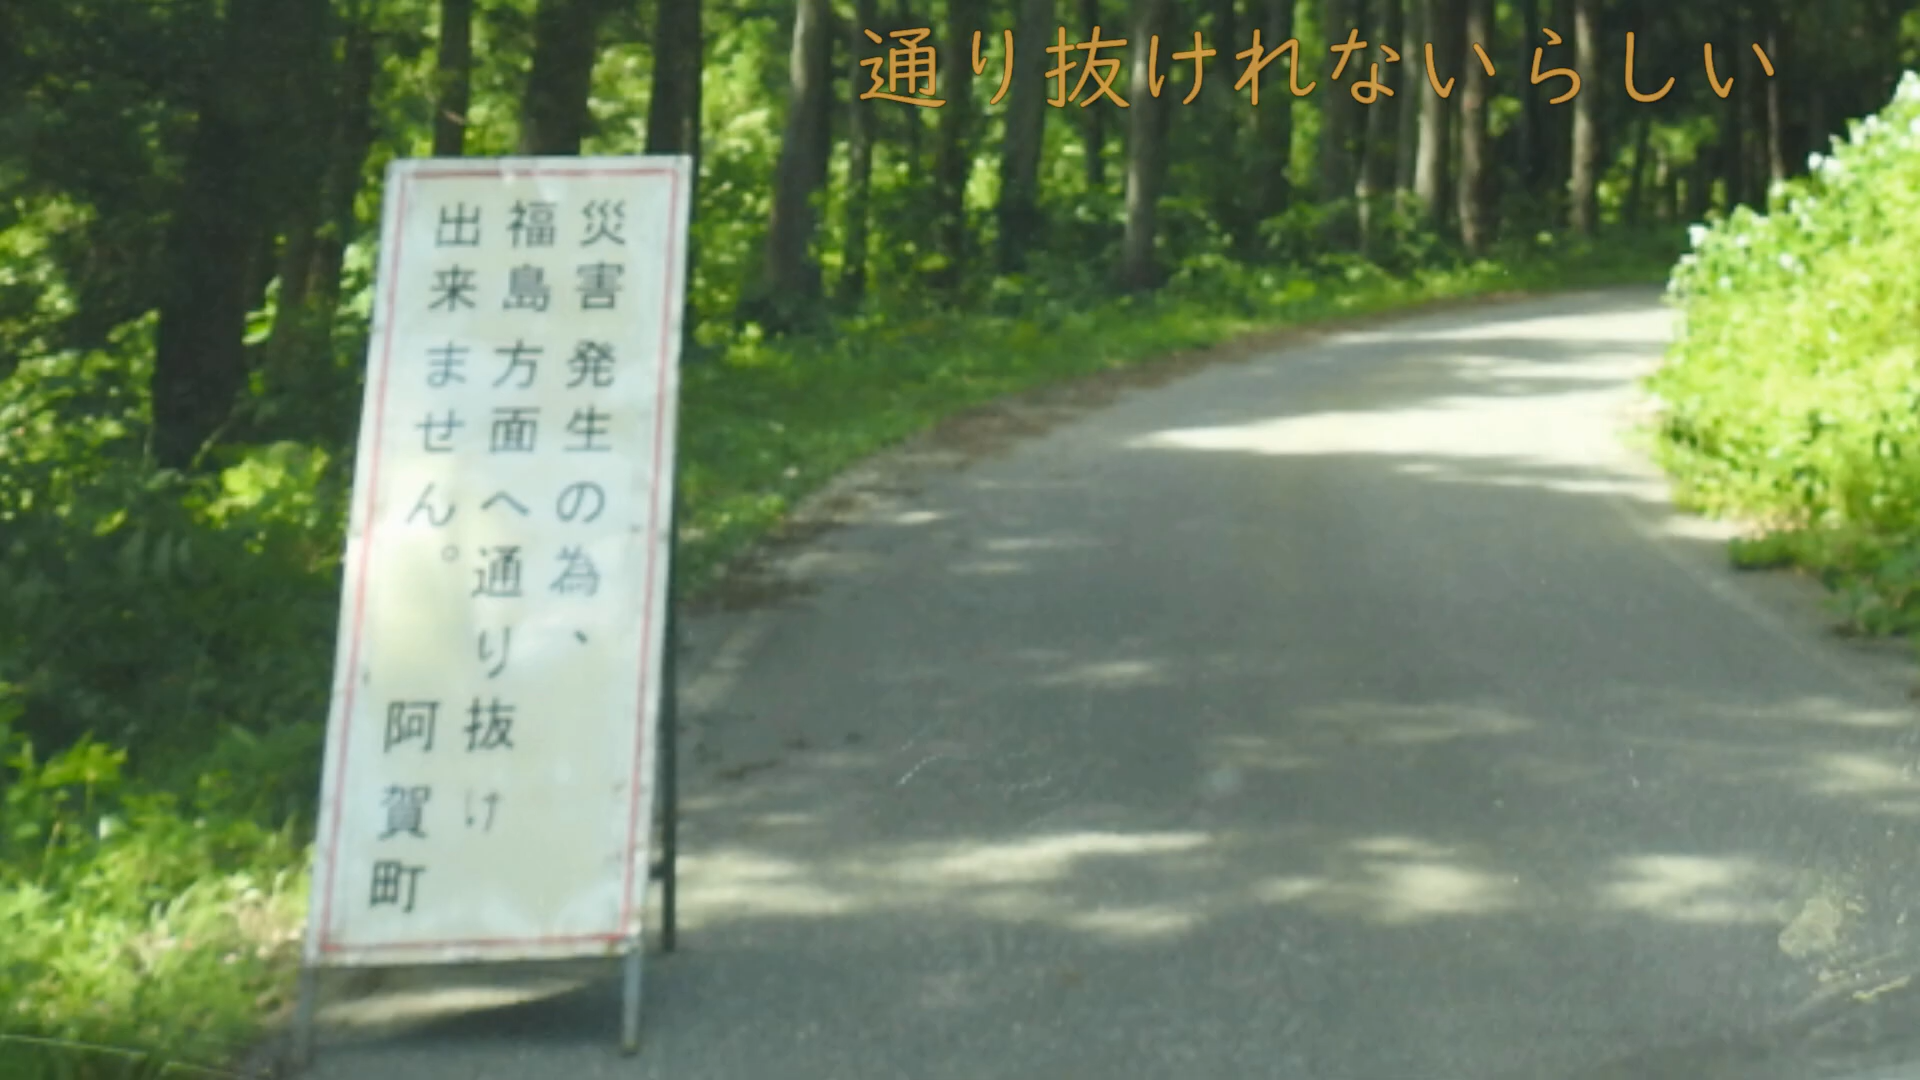 通り抜けれないらしい
災害発生の為、
福島方面へ通り抜け
出来ません。
阿賀町